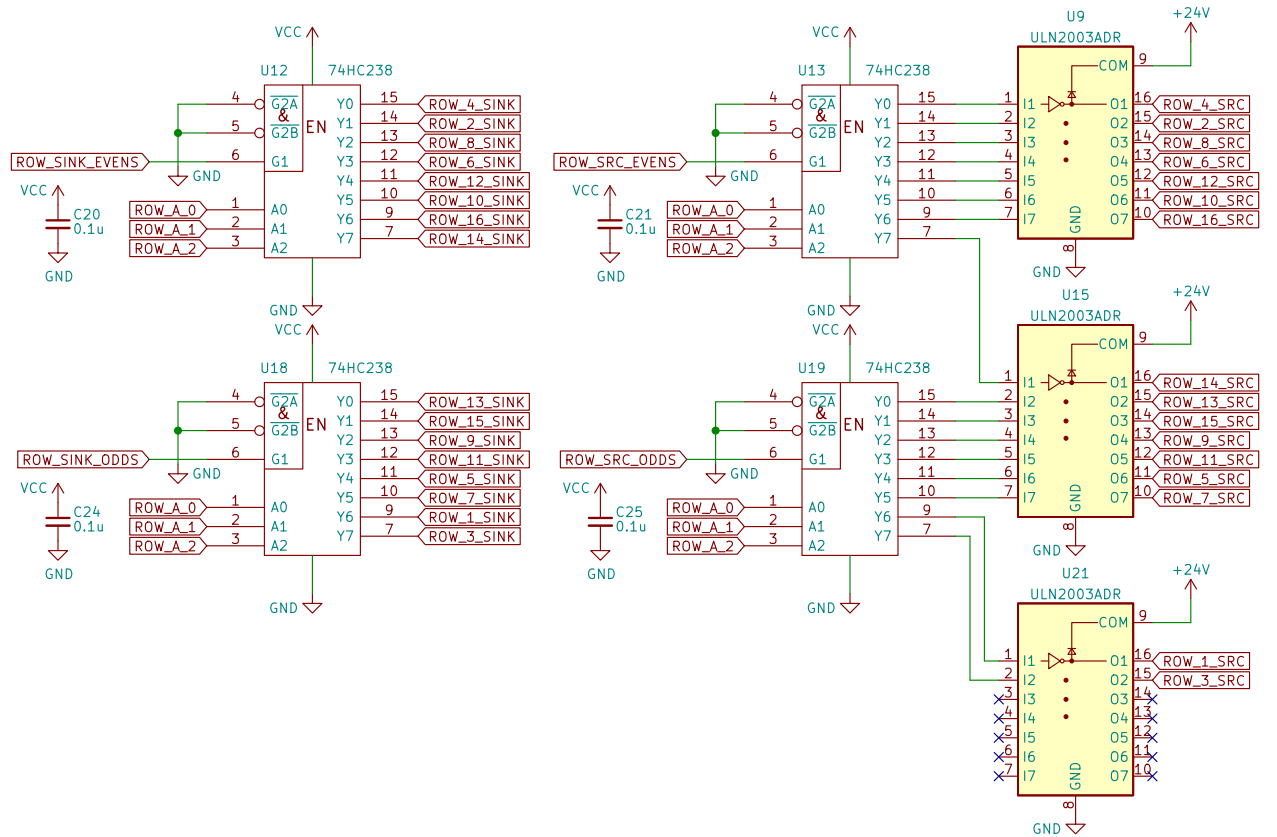 U12
74HC238
VCC
4
5
6
1
2
3
G2A
&
G2B
EN
G1
A0
A1
A2
Y0
Y1
Y2
Y3
Y4
Y5
Y6
Y7
15
14
13
12
11
10
9
7
ROW_4_SINK
ROW_2_SINK
ROW_8_SINK
ROW_6_SINK
ROW_12_SINK
ROW_10_SINK
ROW_16_SINK
ROW_14_SINK
ROW_SINK_EVENS
GND
VCC
C20
0.1u
GND
ROW_A_0
ROW_A_1
ROW_A_2
GND
U13
74HC238
VCC
4
5
6
1
2
3
G2A
&
G2B
EN
G1
A0
A1
A2
Y0
Y1
Y2
Y3
Y4
Y5
Y6
Y7
15
14
13
12
11
10
9
7
ROW_SRC_EVENS
GND
VCC
C21
0.1u
GND
ROW_A_0
ROW_A_1
ROW_A_2
GND
U9
ULN2003ADR
+24V
COM
9
1
2
3
4
5
6
7
I1
I2
I3
I4
I5
I6
I7
O1
O2
O3
O4
O5
O6
O7
16
15
14
13
12
11
10
ROW_4_SRC
ROW_2_SRC
ROW_8_SRC
ROW_6_SRC
ROW_12_SRC
ROW_10_SRC
ROW_16_SRC
GND
8
GND
U18
74HC238
VCC
4
5
6
1
2
3
G2A
&
G2B
EN
G1
A0
A1
A2
Y0
Y1
Y2
Y3
Y4
Y5
Y6
Y7
15
14
13
12
11
10
9
7
ROW_13_SINK
ROW_15_SINK
ROW_9_SINK
ROW_11_SINK
ROW_5_SINK
ROW_7_SINK
ROW_1_SINK
ROW_3_SINK
ROW_SINK_ODDS
GND
VCC
C24
0.1u
GND
ROW_A_0
ROW_A_1
ROW_A_2
GND
U19
74HC238
VCC
4
5
6
1
2
3
G2A
&
G2B
EN
G1
A0
A1
A2
Y0
Y1
Y2
Y3
Y4
Y5
Y6
Y7
15
14
13
12
11
10
9
7
ROW_SRC_ODDS
GND
VCC
C25
0.1u
GND
ROW_A_0
ROW_A_1
ROW_A_2
GND
U15
ULN2003ADR
+24V
COM
9
1
2
3
4
5
6
7
I1
I2
I3
I4
I5
I6
I7
O1
O2
O3
O4
O5
O6
O7
16
15
14
13
12
11
10
ROW_14_SRC
ROW_13_SRC
ROW_15_SRC
ROW_9_SRC
ROW_11_SRC
ROW_5_SRC
ROW_7_SRC
GND
8
GND
U21
ULN2003ADR
+24V
COM
9
1
2
3
4
5
6
7
I1
I2
I3
I4
I5
I6
I7
O1
O2
O3
O4
O5
O6
O7
16
15
14
13
12
11
10
ROW_1_SRC
ROW_3_SRC
GND
8
GND